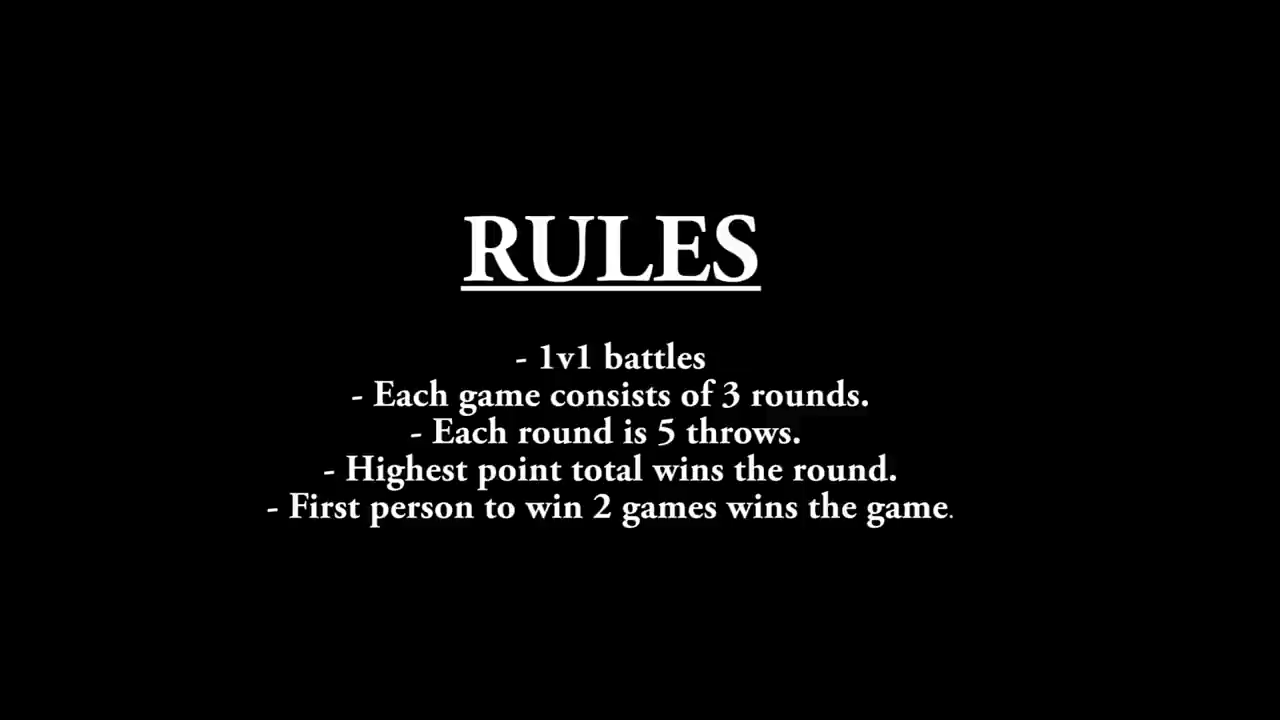 RULES
- 1v1 battles
- Each game consists of 3 rounds.
- Each round is 5 throws.
- Highest point total wins the round.
- First person to win 2 games wins the game.